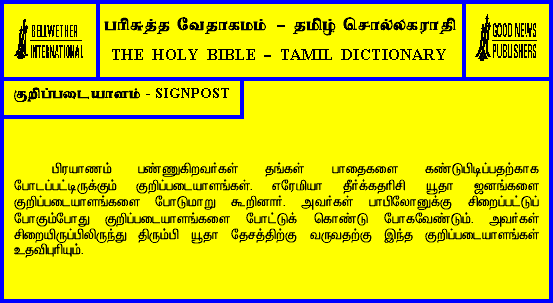 BELLWETHER
INTERNATIONAL
பரிசுத்த வேதாகமம் – தமிழ் சொல்லகராதி
THE HOLY BIBLE – TAMIL DICTIONARY
GOOD NEWS
PUBLISHERS
குறிப்படையாளம் - SIGNPOST
பிரயாணம் பண்ணுகிறவர்கள் தங்கள் பாதைகளை கண்டுபிடிப்பதற்காக
போடப்பட்டிருக்கும் குறிப்படையாளங்கள். எரேமியா தீர்க்கதரிசி யூதா ஜனங்களை
குறிப்படையாளங்களை போடுமாறு கூறினார். அவர்கள் பாபிலோனுக்கு சிறைப்பட்டுப்
போகும்போது குறிப்படையாளங்களை போட்டுக் கொண்டு போகவேண்டும். அவர்கள்
சிறையிருப்பிலிருந்து திரும்பி யூதா தேசத்திற்கு வருவதற்கு இந்த குறிப்படையாளங்கள்
உதவிபுரியும்.